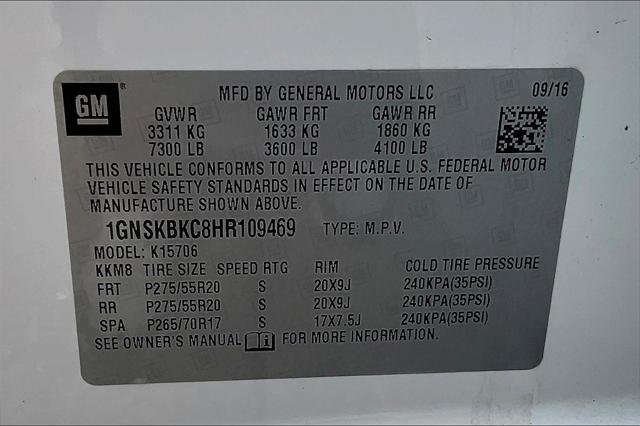 GM
®
MFD BY GENERAL MOTORS LLC 09/16
GVWR GAWR FRT GAWR RR
3311 KG 1633 KG 1860 KG
7300 LB 3600 LB 4100 LB
THIS VEHICLE CONFORMS TO ALL APPLICABLE U.S. FEDERAL MOTOR
VEHICLE SAFETY STANDARDS IN EFFECT ON THE DATE OF
MANUFACTURE SHOWN ABOVE.
1GNSKBKC8HR109469 TYPE: M.P.V.
MODEL: K15706
KKM8 TIRE SIZE SPEED RTG RIM COLD TIRE PRESSURE
FRT P275/55R20 S 20X9J 240KPA(35PSI)
RR P275/55R20 S 20X9J 240KPA(35PSI)
SPA P265/70R17 S 17X7.5J 240KPA(35PSI)
SEE OWNER'S MANUAL FOR MORE INFORMATION.